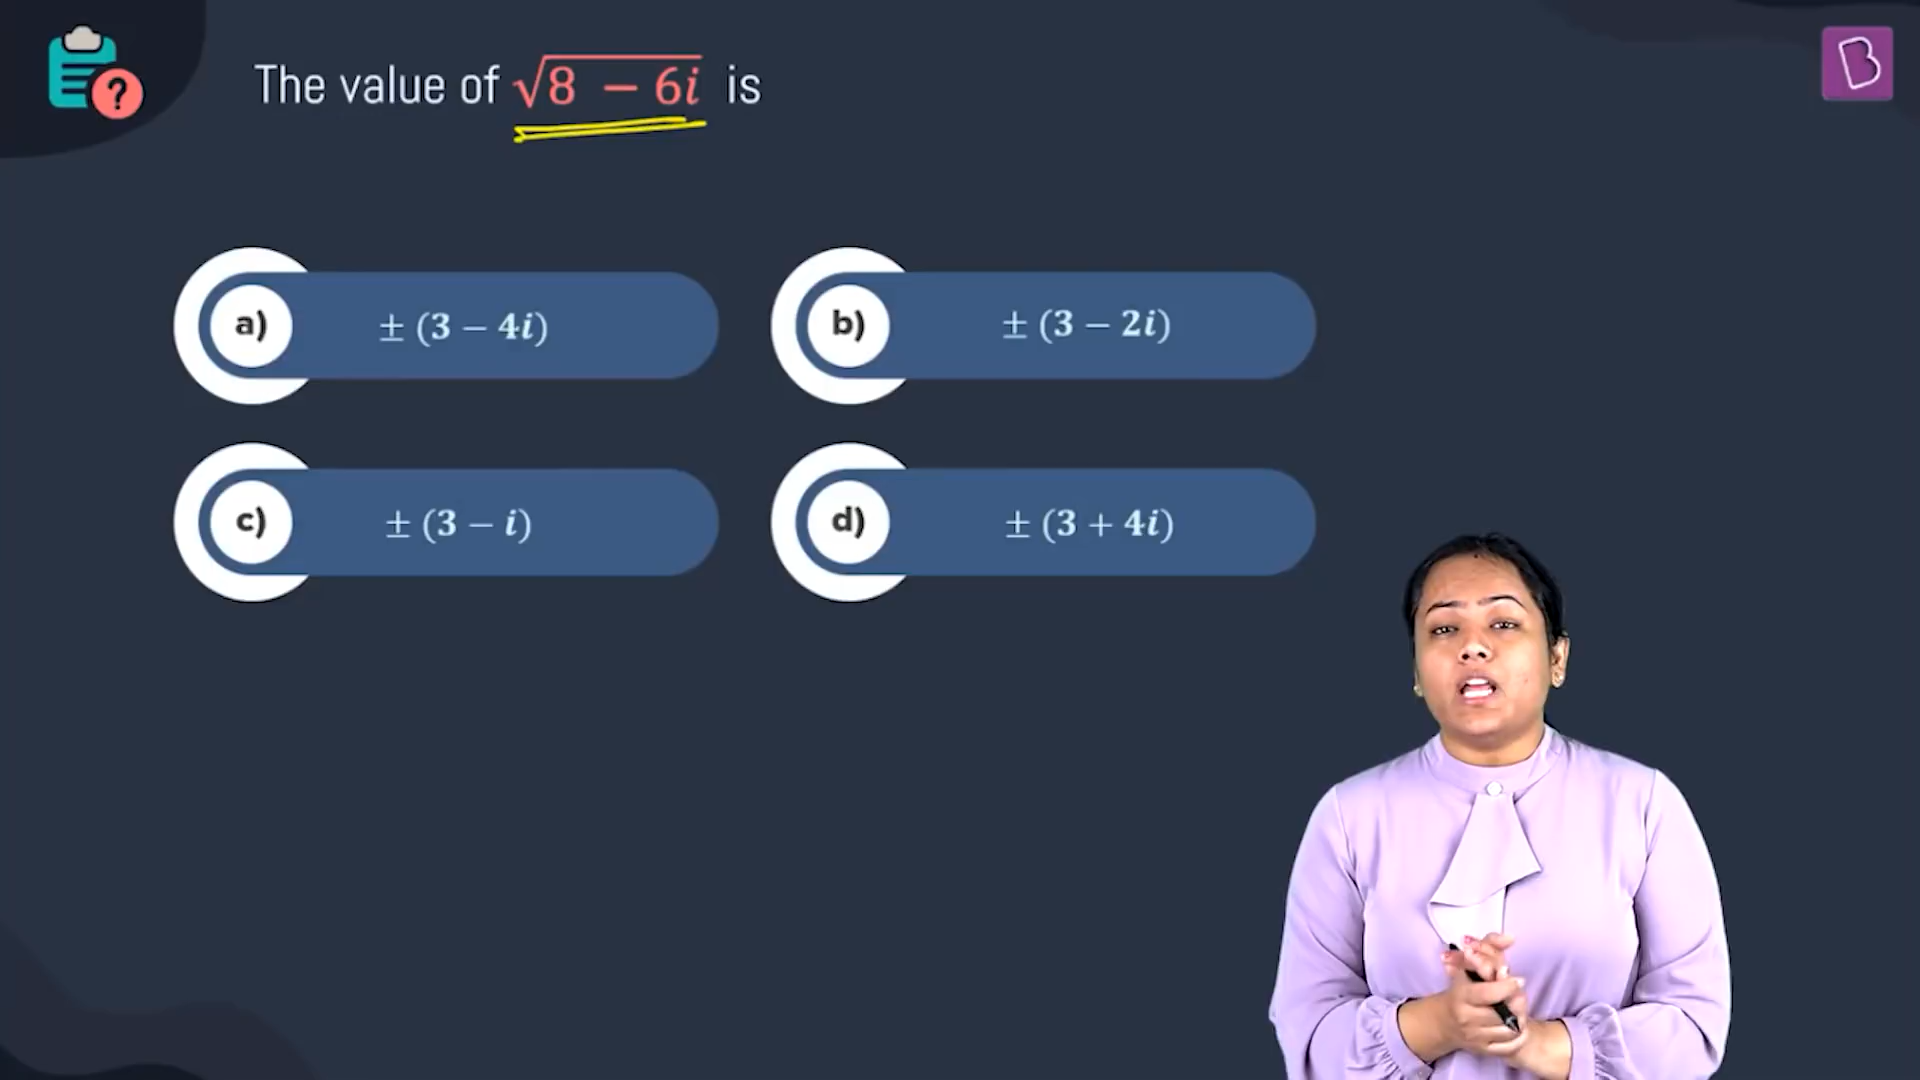 The value of √8 − 6i is
a) ± (3 − 4i)
b) ± (3 − 2i)
c) ± (3 − i)
d) ± (3 + 4i)
?
B